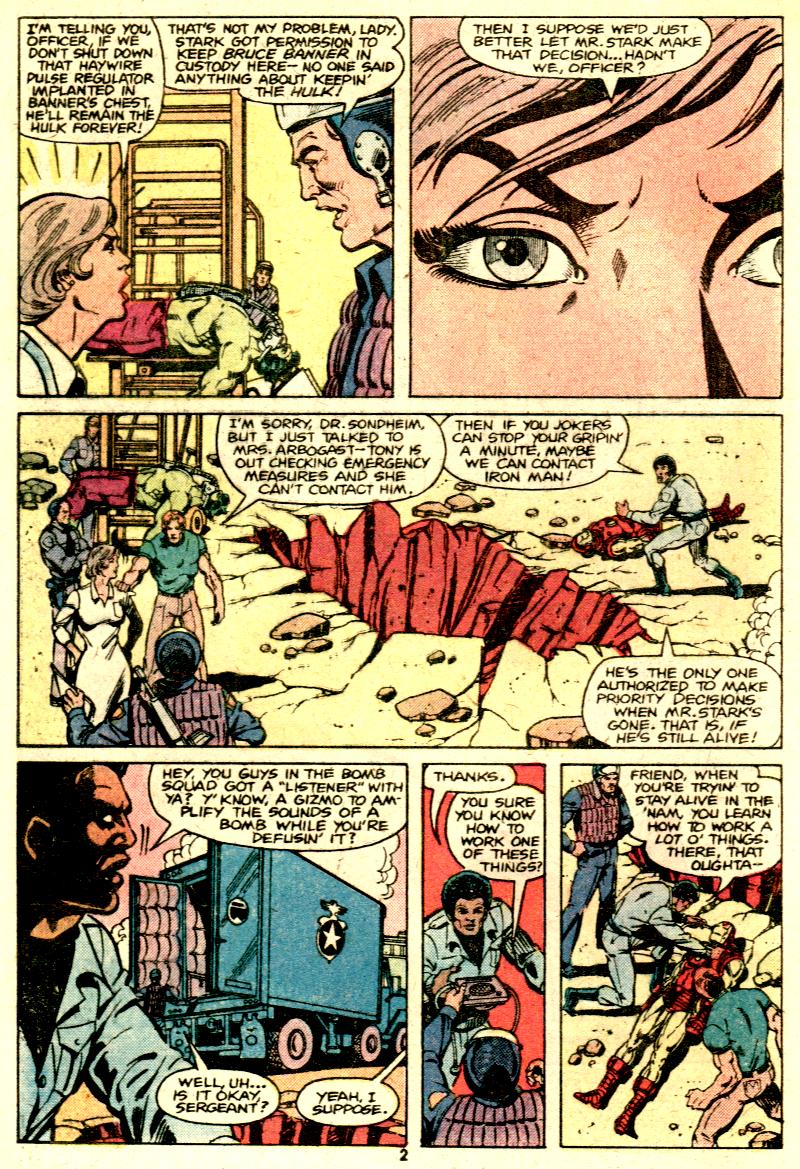 I'M TELLING YOU,
OFFICER, IF WE
DON'T SHUT DOWN
THAT HAYWIRE
PULSE REGULATOR
IMPLANTED IN
BANNER'S CHEST,
HE'LL REMAIN THE
HULK FOREVER!
THAT'S NOT MY PROBLEM, LADY.
STARK GOT PERMISSION TO
KEEP BRUCE BANNER IN
CUSTODY HERE--NO ONE SAID
ANYTHING ABOUT KEEPIN'
THE HULK!
THEN I SUPPOSE WE'D JUST
BETTER LET MR. STARK MAKE
THAT DECISION...HADN'T
WE, OFFICER?
I'M SORRY, DR. SONDHEIM,
BUT I JUST TALKED TO
MRS. ARBOGAST--TONY IS
OUT CHECKING EMERGENCY
MEASURES AND SHE
CAN'T CONTACT HIM.
THEN IF YOU JOKERS
CAN STOP YOUR GRIPIN'
A MINUTE, MAYBE
WE CAN CONTACT
IRON MAN!
HE'S THE ONLY ONE
AUTHORIZED TO MAKE
PRIORITY DECISIONS
WHEN MR. STARK'S
GONE. THAT IS, IF
HE'S STILL ALIVE!
HEY, YOU GUYS IN THE BOMB
SQUAD GOT A "LISTENER" WITH
YA? Y'KNOW, A GIZMO TO AM-
PLIFY THE SOUNDS OF A
BOMB WHILE YOU'RE
DEFUSIN' IT?
WELL, UH...
IS IT OKAY,
SERGEANT?
YEAH, I
SUPPOSE.
THANKS.
YOU SURE
YOU KNOW
HOW TO
WORK ONE
OF THESE
THINGS?
FRIEND, WHEN
YOU'RE TRYIN' TO
STAY ALIVE IN THE
'NAM, YOU LEARN
HOW TO WORK A
LOT O' THINGS.
THERE, THAT
OUGHTA--
2